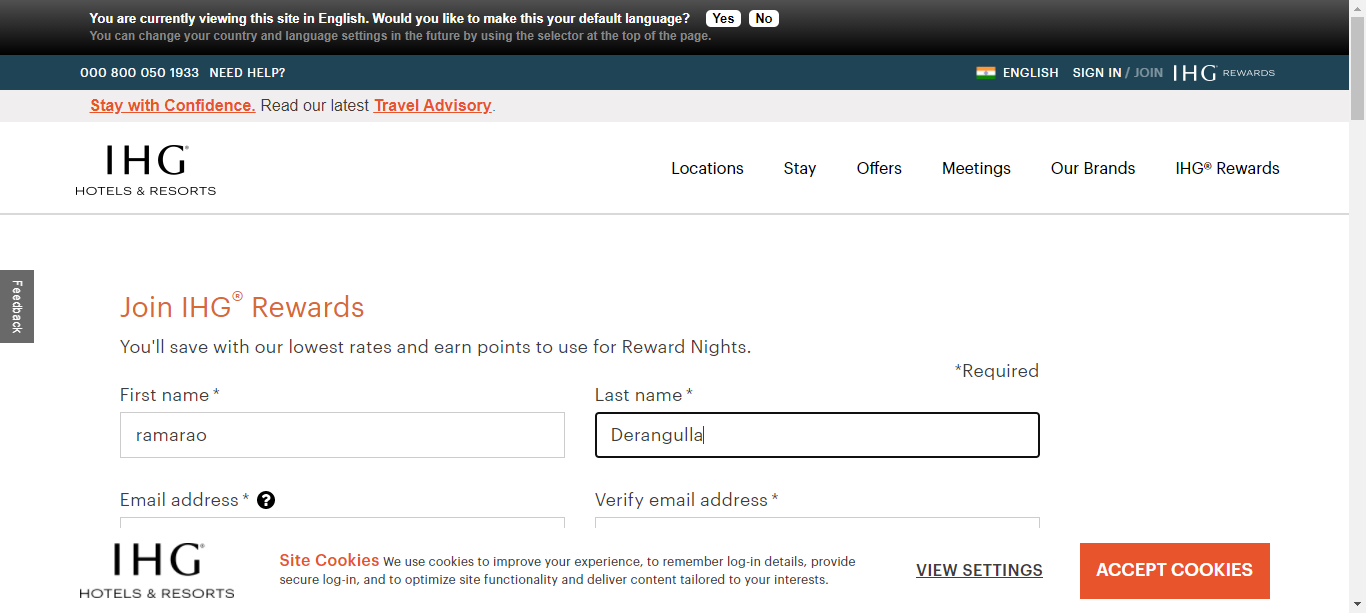 You are currently viewing this site in English. Would you like to make this your default language? Yes No
You can change your country and language settings in the future by using the selector at the top of the page.
000 800 050 1933 NEED HELP? ENGLISH SIGN IN / JOIN IHG® REWARDS
Stay with Confidence. Read our latest Travel Advisory.
IHG®
HOTELS & RESORTS
Locations Stay Offers Meetings Our Brands IHG® Rewards
Feedback
Join IHG® Rewards
You'll save with our lowest rates and earn points to use for Reward Nights.
*Required
First name * Last name *
ramarao Derangulla
Email address * ? Verify email address *
IHG®
HOTELS & RESORTS
Site Cookies We use cookies to improve your experience, to remember log-in details, provide
secure log-in, and to optimize site functionality and deliver content tailored to your interests.
VIEW SETTINGS ACCEPT COOKIES